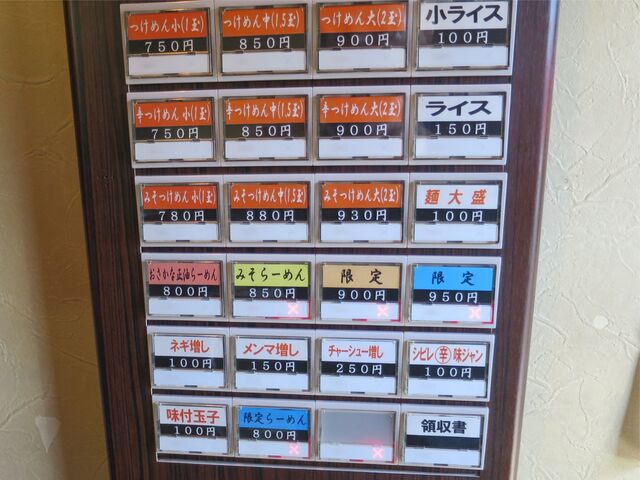 つけめん小(1玉)
750円
つけめん中(1.5玉)
850円
つけめん大(2玉)
900円
小ライス
100円
辛つけめん 小(1玉)
750円
辛つけめん中(1.5玉)
850円
辛つけめん 大(2玉)
900円
ライス
150円
みそつけめん 小(1玉)
780円
みそつけめん 中(1.5玉)
880円
みそつけめん大(2玉)
930円
麺大盛
100円
おさかな正油らーめん
800円
みそらーめん
850円
限定
900円
限定
950円
ネギ増し
100円
メンマ増し
150円
チャーシュー増し
250円
シビレ辛味ジャン
100円
味付玉子
100円
限定らーめん
800円
領収書